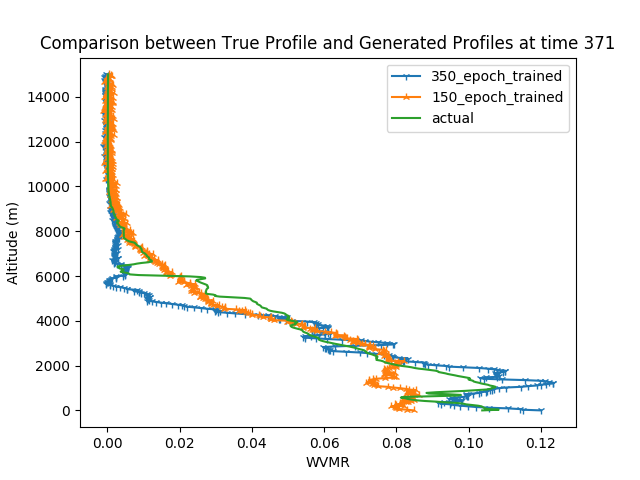 Comparison between True Profile and Generated Profiles at time 371
350_epoch_trained
150_epoch_trained
actual
14000
12000
10000
8000
6000
4000
2000
0
Altitude (m)
0.00 0.02 0.04 0.06 0.08 0.10 0.12
WVMR